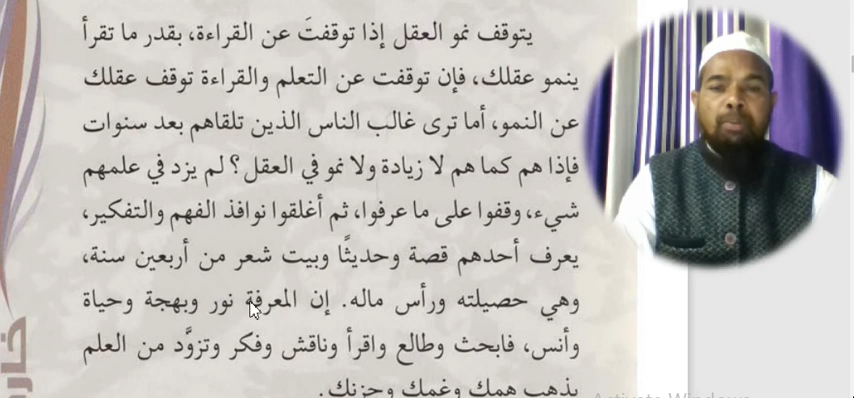 يتوقف نمو العقل إذا توقفتَ عن القراءة، بقدر ما تقرأ
ينمو عقلك، فإن توقفت عن التعلم والقراءة توقف عقلك
عن النمو، أما ترى غالب الناس الذين تلقاهم بعد سنوات
فإذا هم كما هم لا زيادة ولا نمو في العقل؟ لم يزد في علمهم
شيء، وقفوا على ما عرفوا، ثم أغلقوا نوافذ الفهم والتفكير،
يعرف أحدهم قصة وحديثًا وبيت شعر من أربعين سنة،
وهي حصيلته ورأس ماله. إن المعرفة نور وبهجة وحياة
وأنس، فابحث وطالع واقرأ وناقش وفكر وتزوَّد من العلم
يذهب همك وغمك وحزنك.
Activate Windows